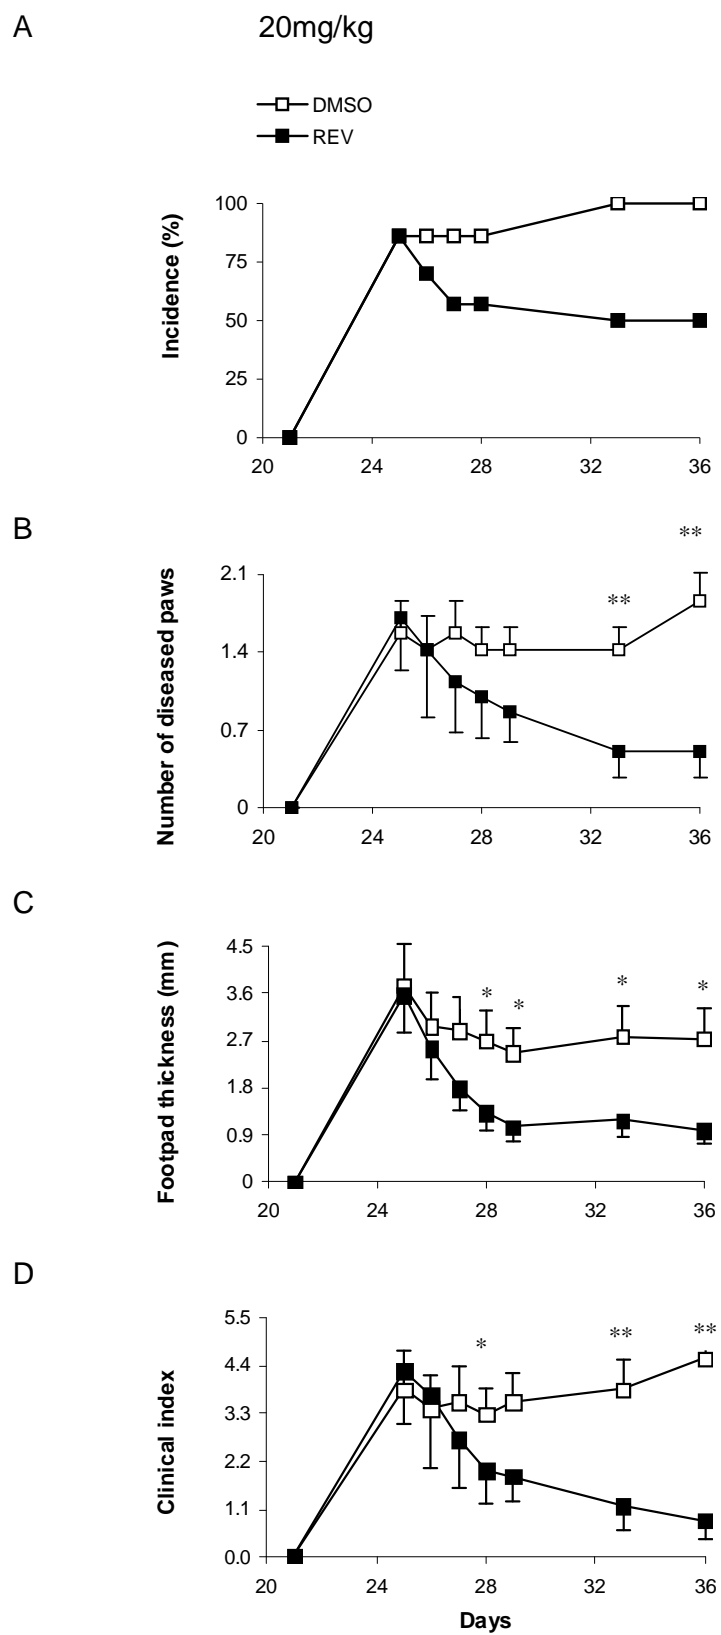 A
20mg/kg
DMSO
REV
Incidence (%)
100
75
50
25
0
20 24 28 32 36
B
Number of diseased paws
** **
2.1
1.4
0.7
0
20 24 28 32 36
C
Footpad thickness (mm)
* * * *
4.5
3.6
2.7
1.8
0.9
0
20 24 28 32 36
D
Clinical index
* ** **
5.5
4.4
3.3
2.2
1.1
0.0
20 24 28 32 36
Days